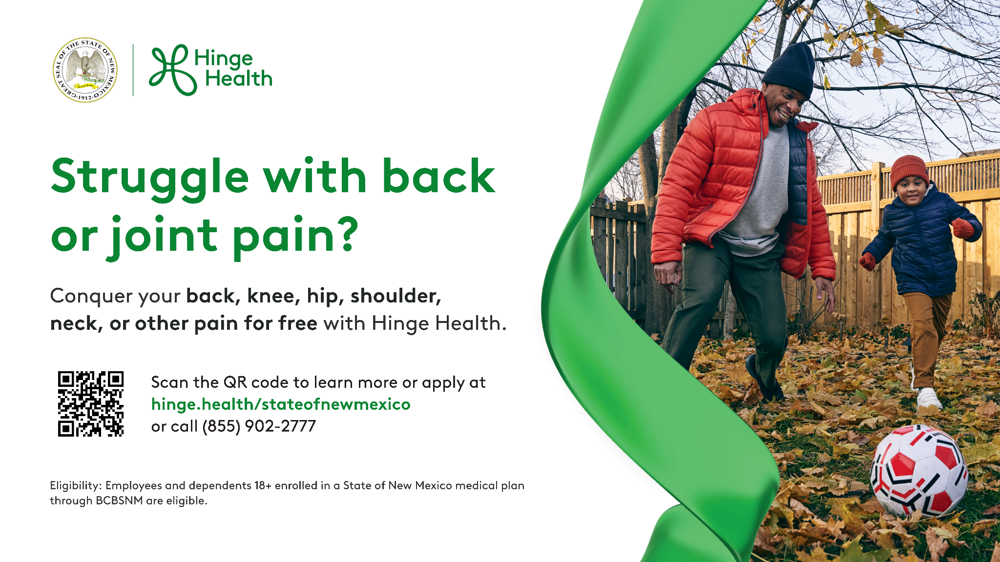 GREAT SEAL OF THE STATE OF NEW MEXICO
·1912·
Hinge
Health
Struggle with back
or joint pain?
Conquer your back, knee, hip, shoulder,
neck, or other pain for free with Hinge Health.
Scan the QR code to learn more or apply at
hinge.health/stateofnewmexico
or call (855) 902-2777
Eligibility: Employees and dependents 18+ enrolled in a State of New Mexico medical plan
through BCBSNM are eligible.